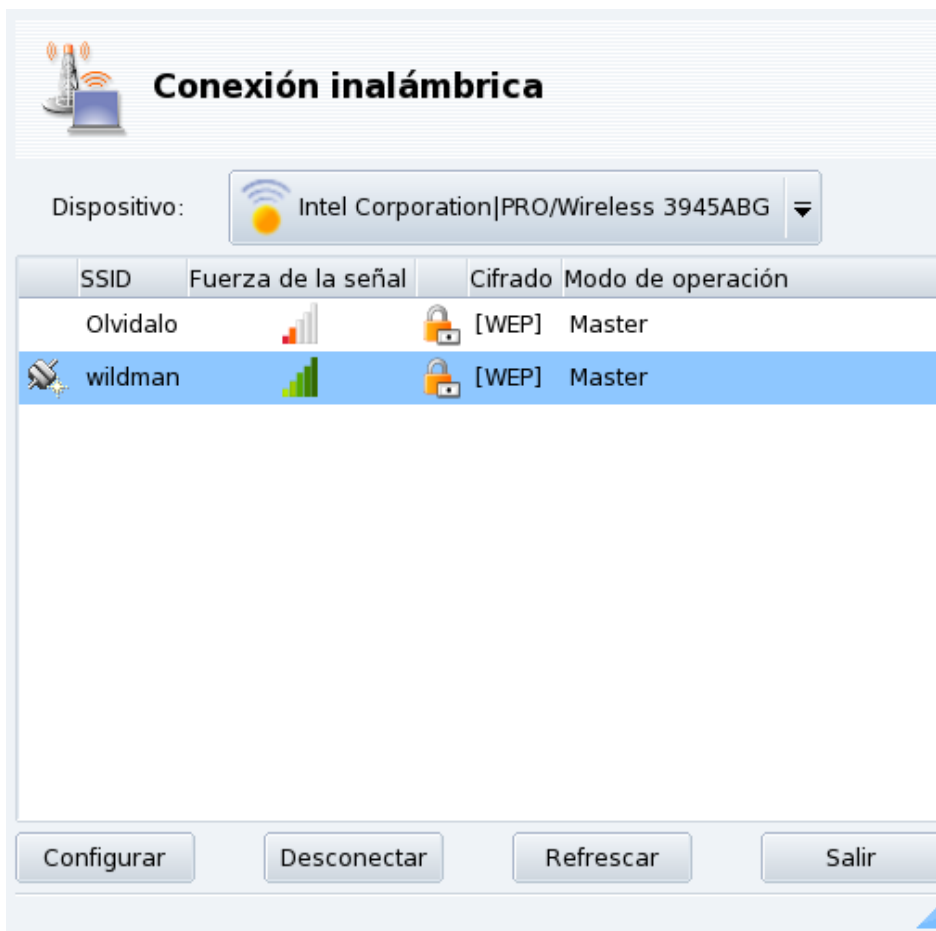 Conexión inalámbrica
Dispositivo: Intel Corporation|PRO/Wireless 3945ABG
SSID Fuerza de la señal Cifrado Modo de operación
Olvidalo [WEP] Master
wildman [WEP] Master
Configurar Desconectar Refrescar Salir